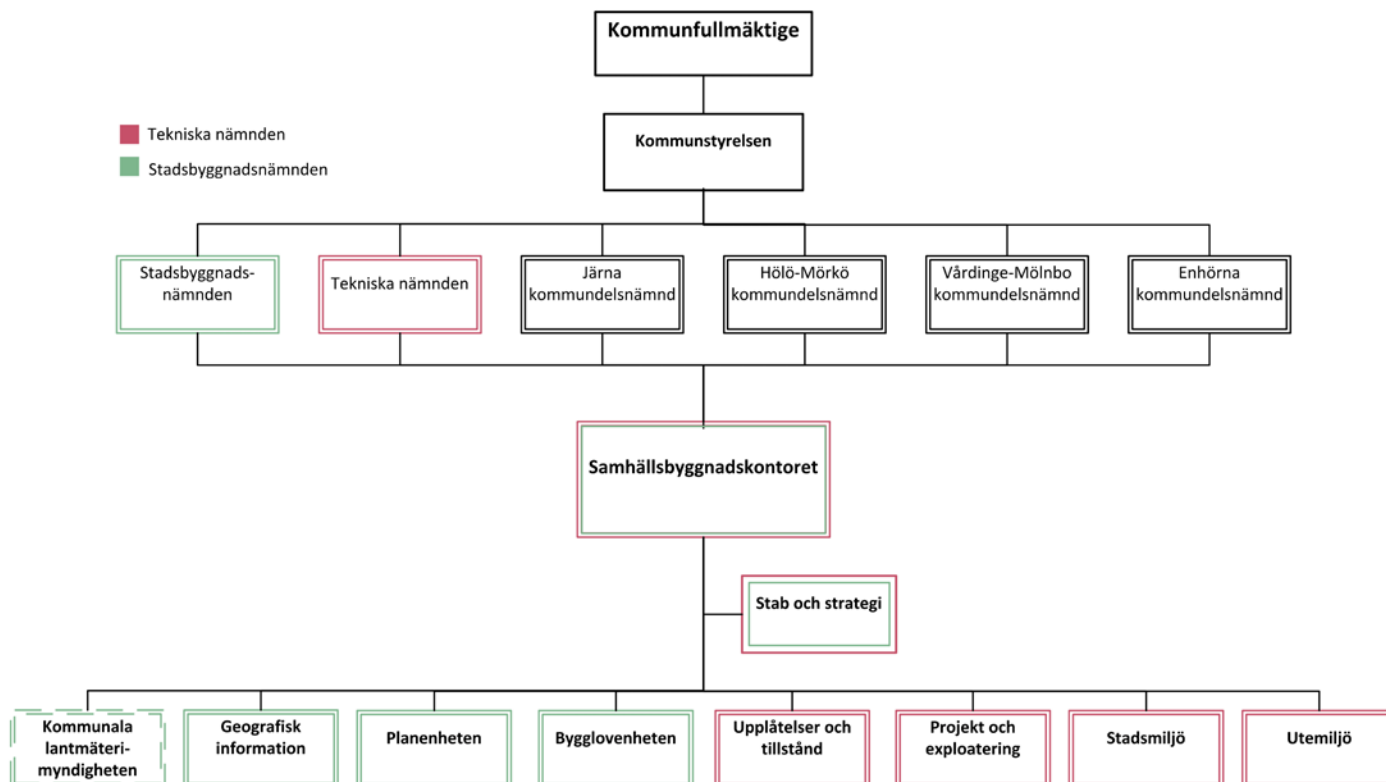 Kommunfullmäktige
Kommunstyrelsen
Tekniska nämnden
Stadsbyggnadsnämnden
Stadsbyggnads-
nämnden
Tekniska nämnden
Järna
kommundelsnämnd
Hölö-Mörkö
kommundelsnämnd
Vårdinge-Mölnbo
kommundelsnämnd
Enhörna
kommundelsnämnd
Samhällsbyggnadskontoret
Stab och strategi
Kommunala
lantmäteri-
myndigheten
Geografisk
information
Planenheten
Bygglovenheten
Upplåtelser och
tillstånd
Projekt och
exploatering
Stadsmiljö
Utemiljö